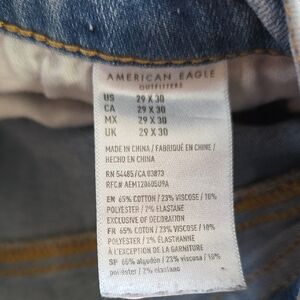 AMERICAN EAGLE
OUTFITTERS
US 29 X 30
CA 29 X 30
MX 29 X 30
UK 29 X 30
MADE IN CHINA / FABRIQUÉ EN CHINE /
HECHO EN CHINA
RN 54485/CA 03873
RFC# AEM12060509A
EN 65% COTTON / 23% VISCOSE / 10%
POLYESTER / 2% ELASTANE
EXCLUSIVE OF DECORATION
FR 65% COTON / 23% VISCOSE / 10%
POLYESTER / 2% ÉLASTHANNE
À L'EXCEPTION DE LA GARNITURE
SP 65% algodón / 23% viscosa / 10%
poliéster / 2% elastano